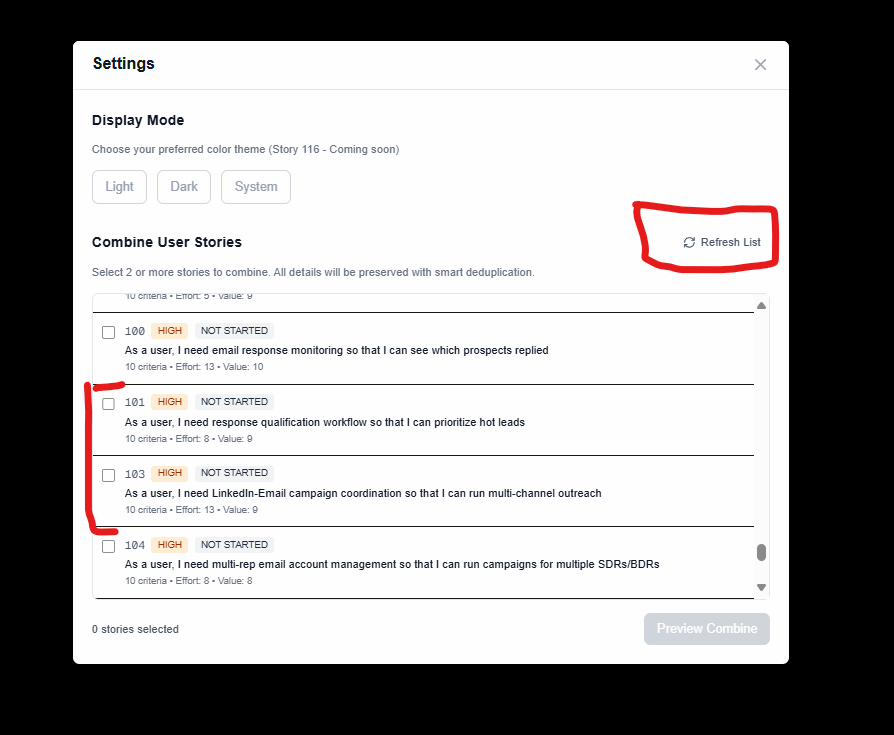 Settings
Display Mode
Choose your preferred color theme (Story 116 - Coming soon)
Light Dark System
Combine User Stories
Refresh List
Select 2 or more stories to combine. All details will be preserved with smart deduplication.
10 criteria • Effort: 5 • Value: 9
100 HIGH NOT STARTED
As a user, I need email response monitoring so that I can see which prospects replied
10 criteria • Effort: 13 • Value: 10
101 HIGH NOT STARTED
As a user, I need response qualification workflow so that I can prioritize hot leads
10 criteria • Effort: 8 • Value: 9
103 HIGH NOT STARTED
As a user, I need LinkedIn-Email campaign coordination so that I can run multi-channel outreach
10 criteria • Effort: 13 • Value: 9
104 HIGH NOT STARTED
As a user, I need multi-rep email account management so that I can run campaigns for multiple SDRs/BDRs
10 criteria • Effort: 8 • Value: 8
0 stories selected
Preview Combine